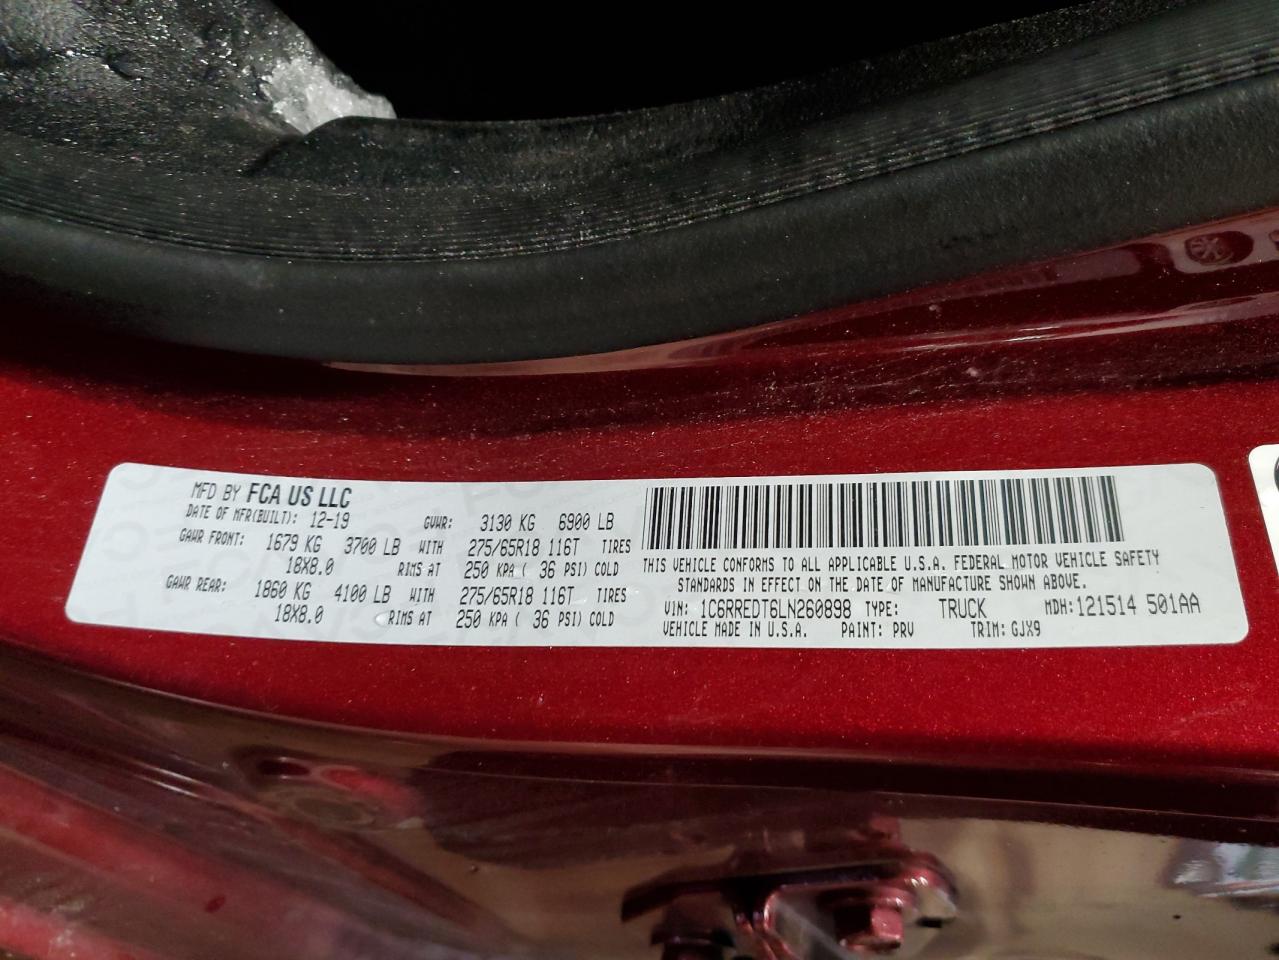 MFD BY FCA US LLC
DATE OF MFR(BUILT): 12-19 GVWR: 3130 KG 6900 LB
GAWR FRONT: 1679 KG 3700 LB WITH 275/65R18 116T TIRES
18X8.0 RIMS AT 250 KPA ( 36 PSI) COLD
GAWR REAR: 1860 KG 4100 LB WITH 275/65R18 116T TIRES
18X8.0 RIMS AT 250 KPA ( 36 PSI) COLD
THIS VEHICLE CONFORMS TO ALL APPLICABLE U.S.A. FEDERAL MOTOR VEHICLE SAFETY
STANDARDS IN EFFECT ON THE DATE OF MANUFACTURE SHOWN ABOVE.
VIN: 1C6RREDT6LN260898 TYPE: TRUCK MDH: 121514 501AA
VEHICLE MADE IN U.S.A. PAINT: PRV TRIM: GJX9